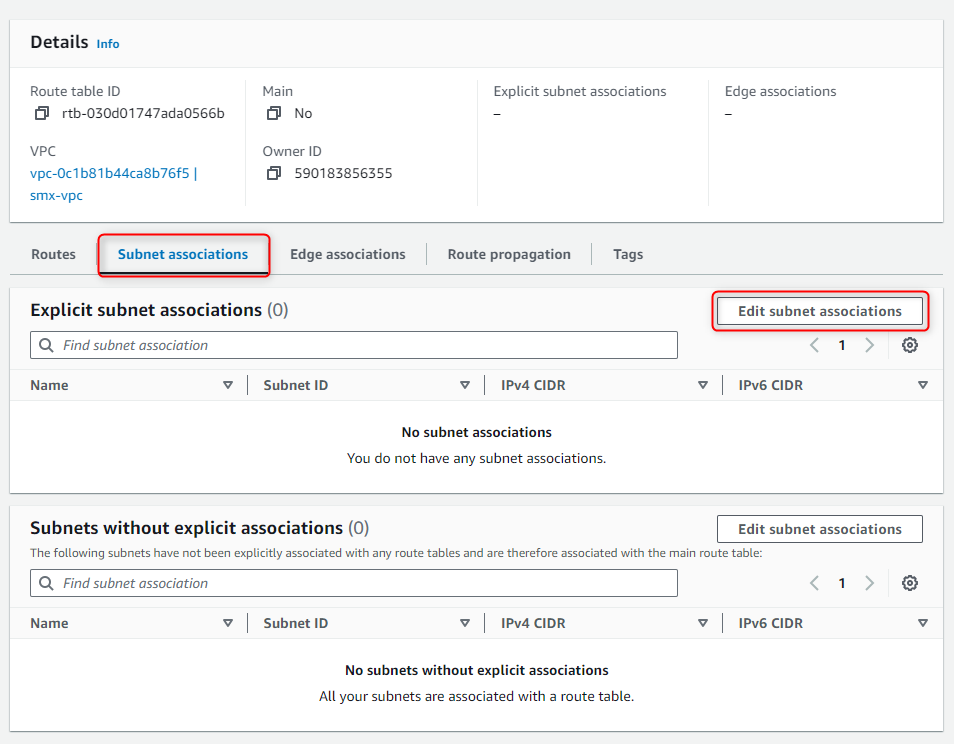 Details Info
Route table ID
rtb-030d01747ada0566b
Main
No
Explicit subnet associations
–
Edge associations
–
VPC
vpc-0c1b81b44ca8b76f5 |
smx-vpc
Owner ID
590183856355
Routes Subnet associations Edge associations Route propagation Tags
Explicit subnet associations (0) Edit subnet associations
Find subnet association 1
Name Subnet ID IPv4 CIDR IPv6 CIDR
No subnet associations
You do not have any subnet associations.
Subnets without explicit associations (0) Edit subnet associations
The following subnets have not been explicitly associated with any route tables and are therefore associated with the main route table:
Find subnet association 1
Name Subnet ID IPv4 CIDR IPv6 CIDR
No subnets without explicit associations
All your subnets are associated with a route table.